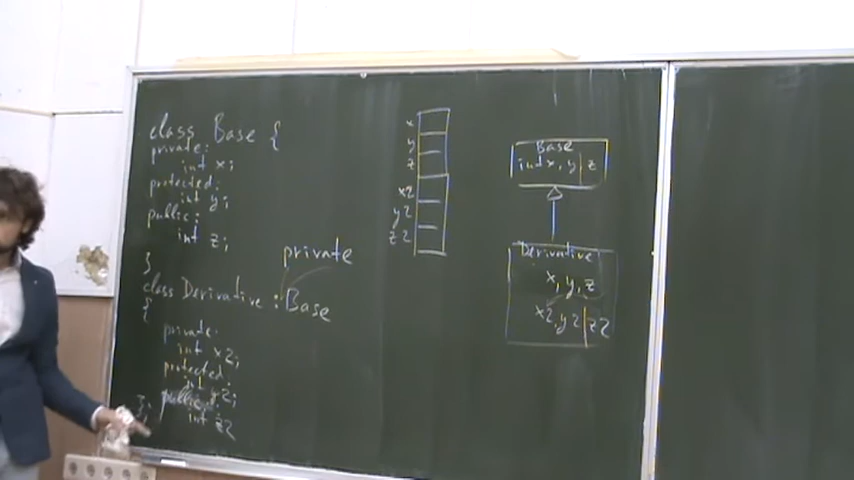 class Base {
private:
int x;
protected:
int y;
public:
int z;
}
private
class Derivative : Base
{
private:
int x2;
protected:
int y2;
public:
int z2
};
x
y
z
x2
y2
z2
Base
int x, y | z
Derivative
x, y, z
x2, y2 | z2